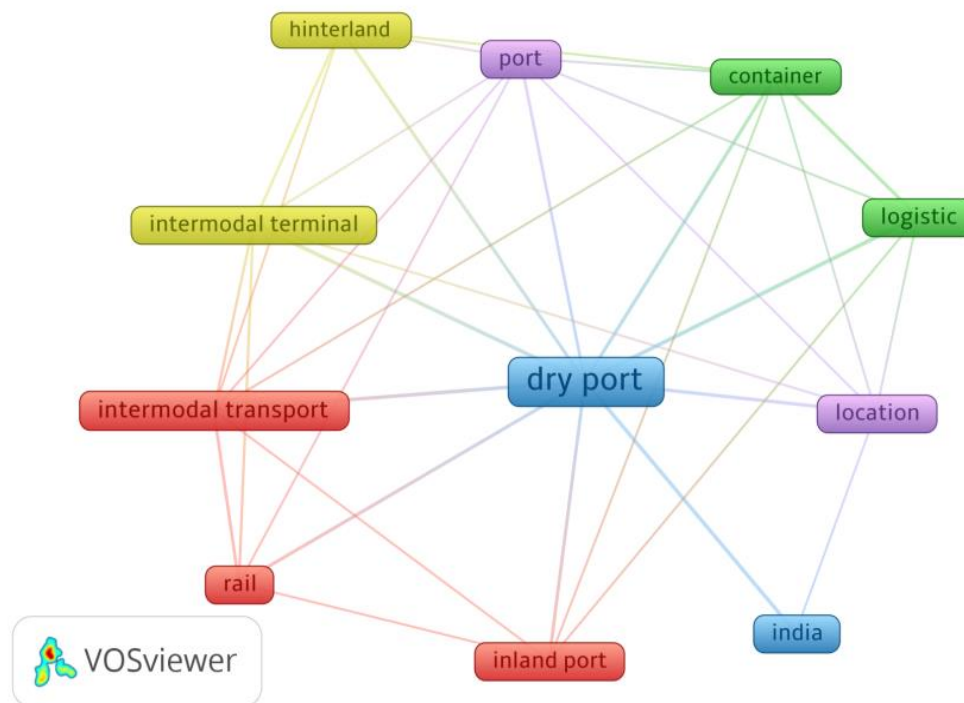 hinterland
port
container
intermodal terminal
logistic
dry port
intermodal transport
location
rail
india
inland port
VOSviewer